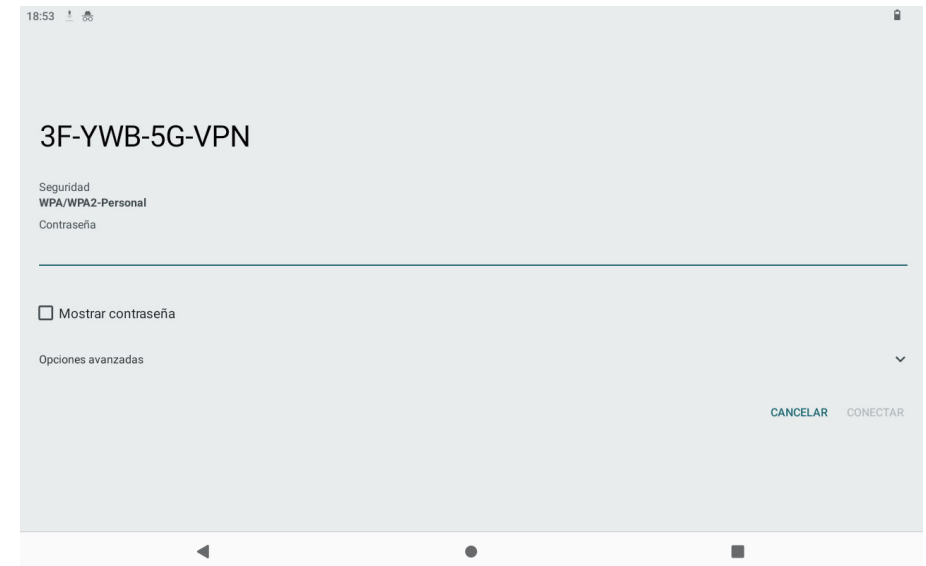 18:53
3F-YWB-5G-VPN
Seguridad
WPA/WPA2-Personal
Contraseña
Mostrar contraseña
Opciones avanzadas
CANCELAR CONECTAR